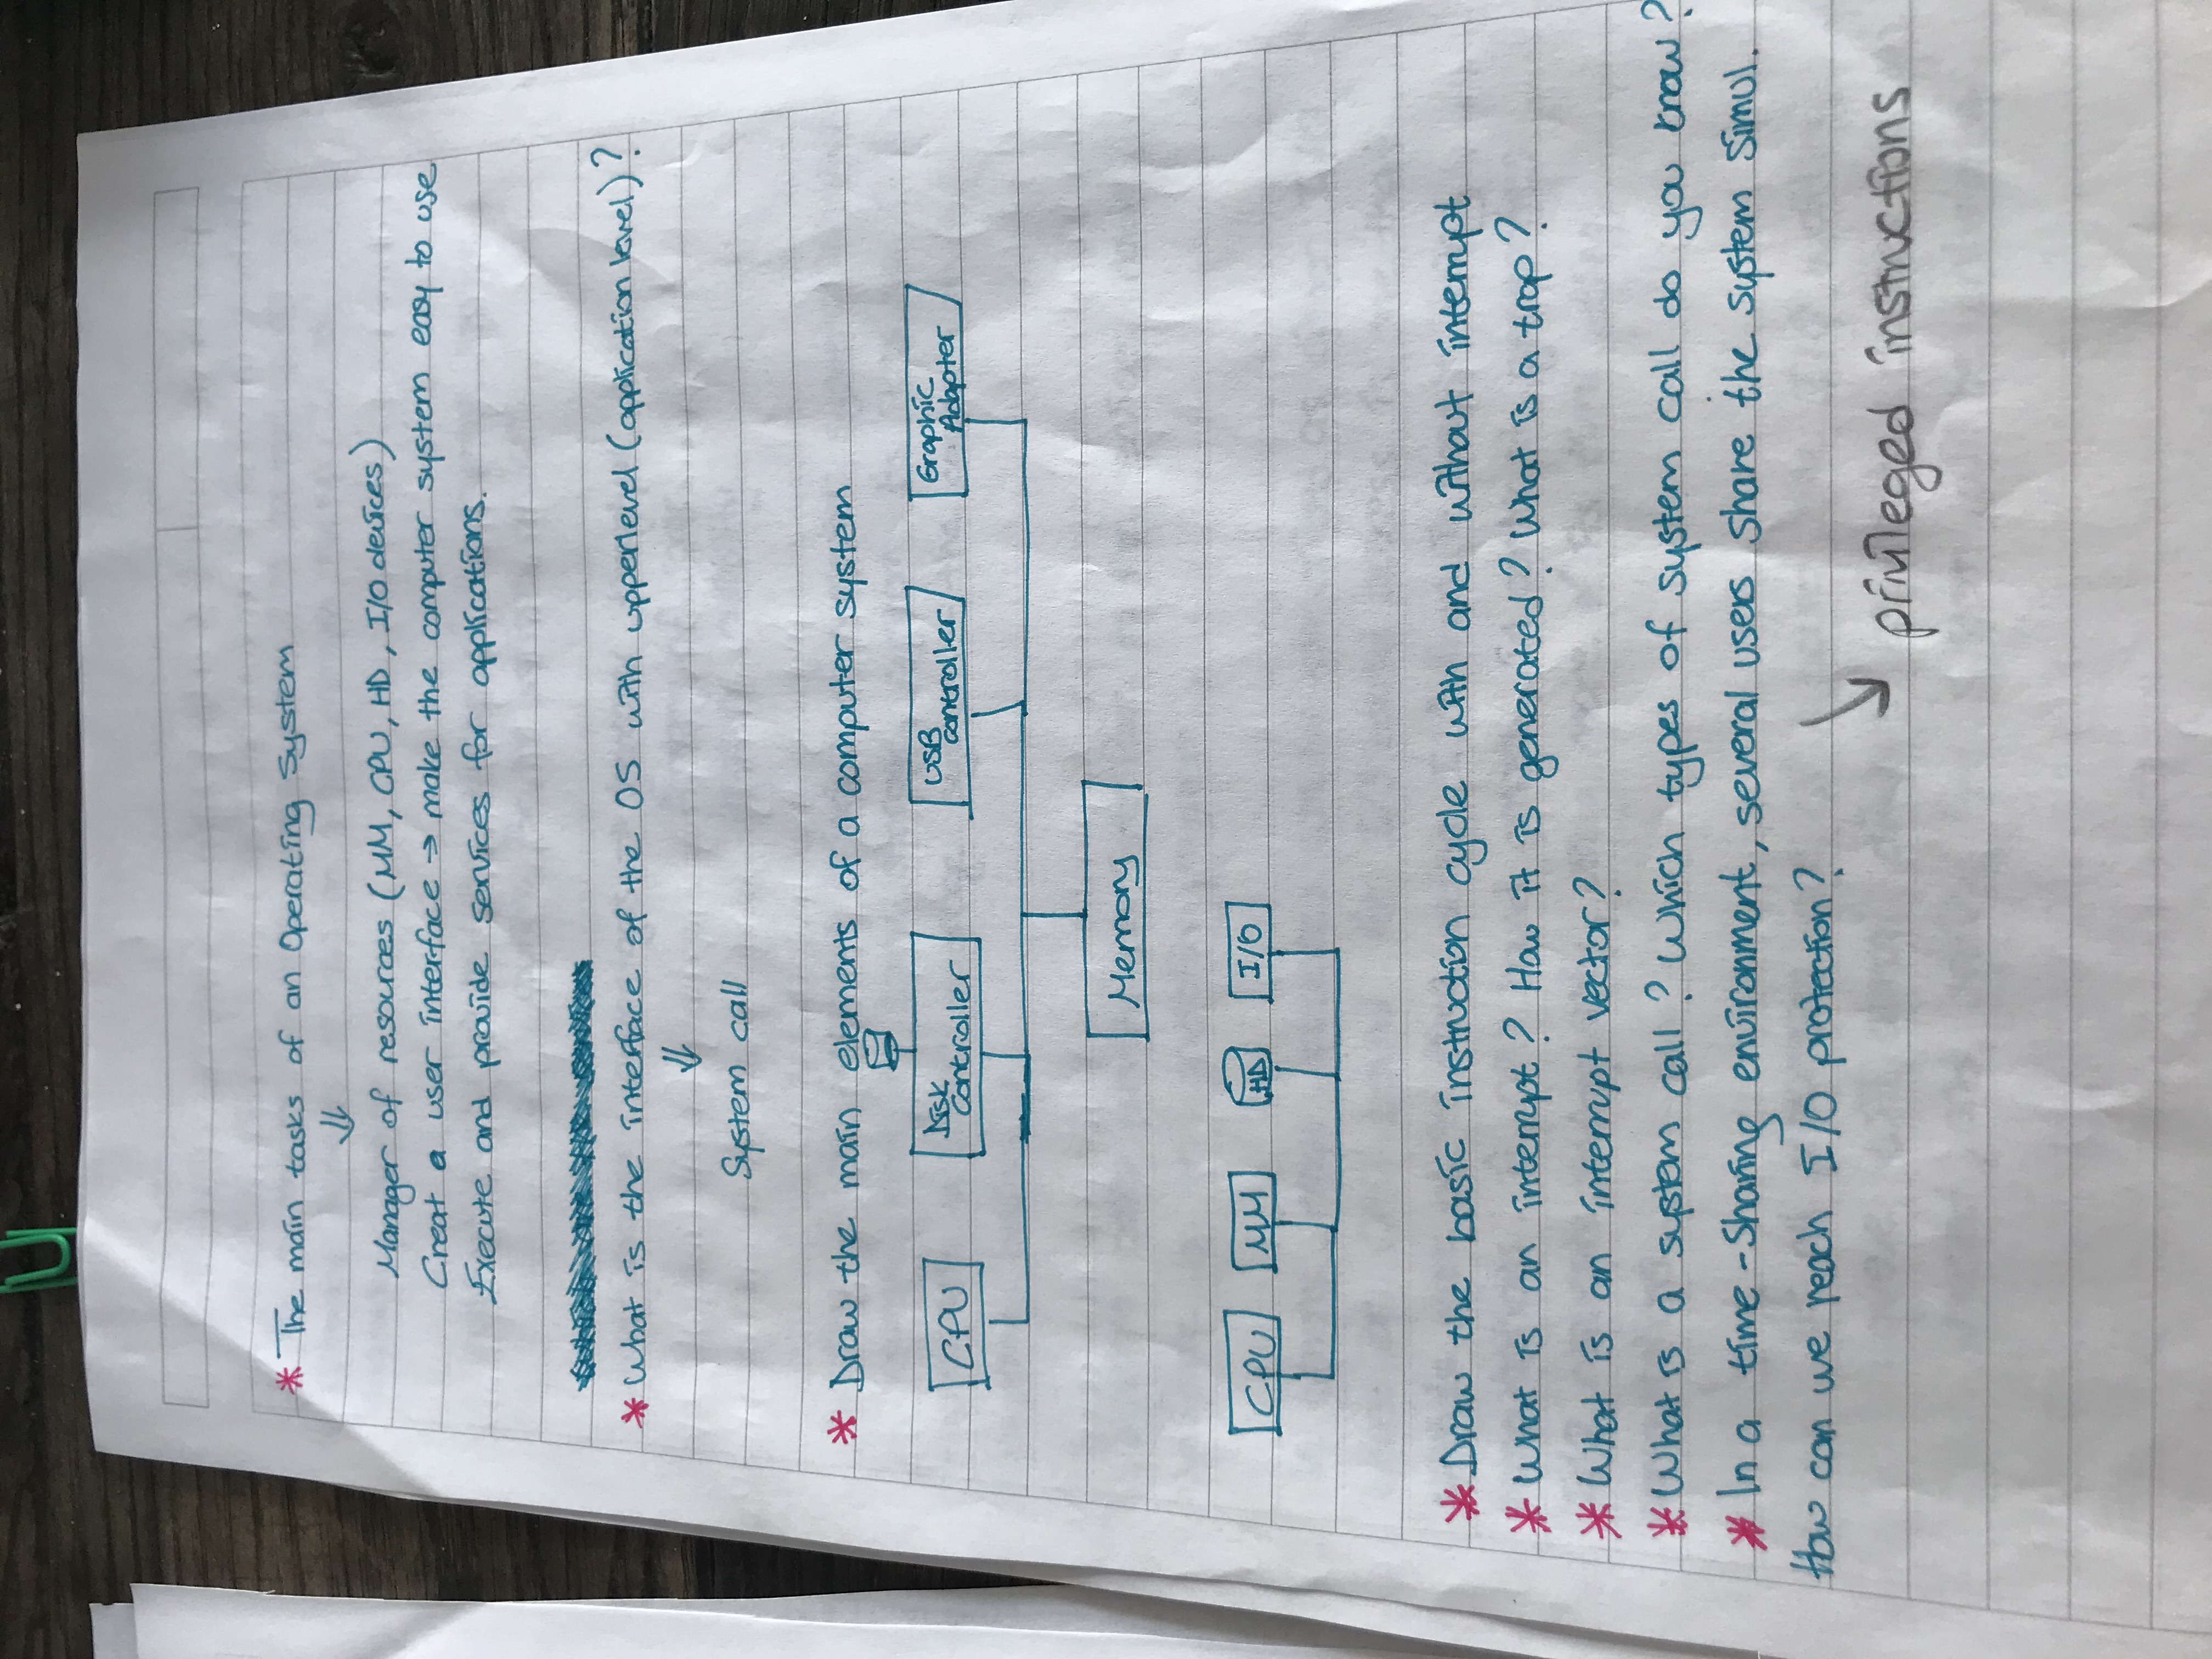 * The main tasks of an Operating System
⇓
Manager of resources (MM, CPU, HD, I/O devices)
Creat a user interface → make the computer system easy to use
Execute and provide services for applications.
* What is the interface of the OS with upperlevel (application level)?
⇓
System call
* Draw the main elements of a computer system
CPU
Disk
Controller
USB
controller
Graphic
Adapter
Memory
CPU MM HD I/O
* Draw the basic instruction cycle with and without interrupt
* What is an interrupt? How it is generated? What is a trap?
* What is an interrupt vector?
* What is a system call? Which types of system call do you know?
* In a time-sharing environment, several users share the system simul.
How can we reach I/O protection?
↘ privileged instructions